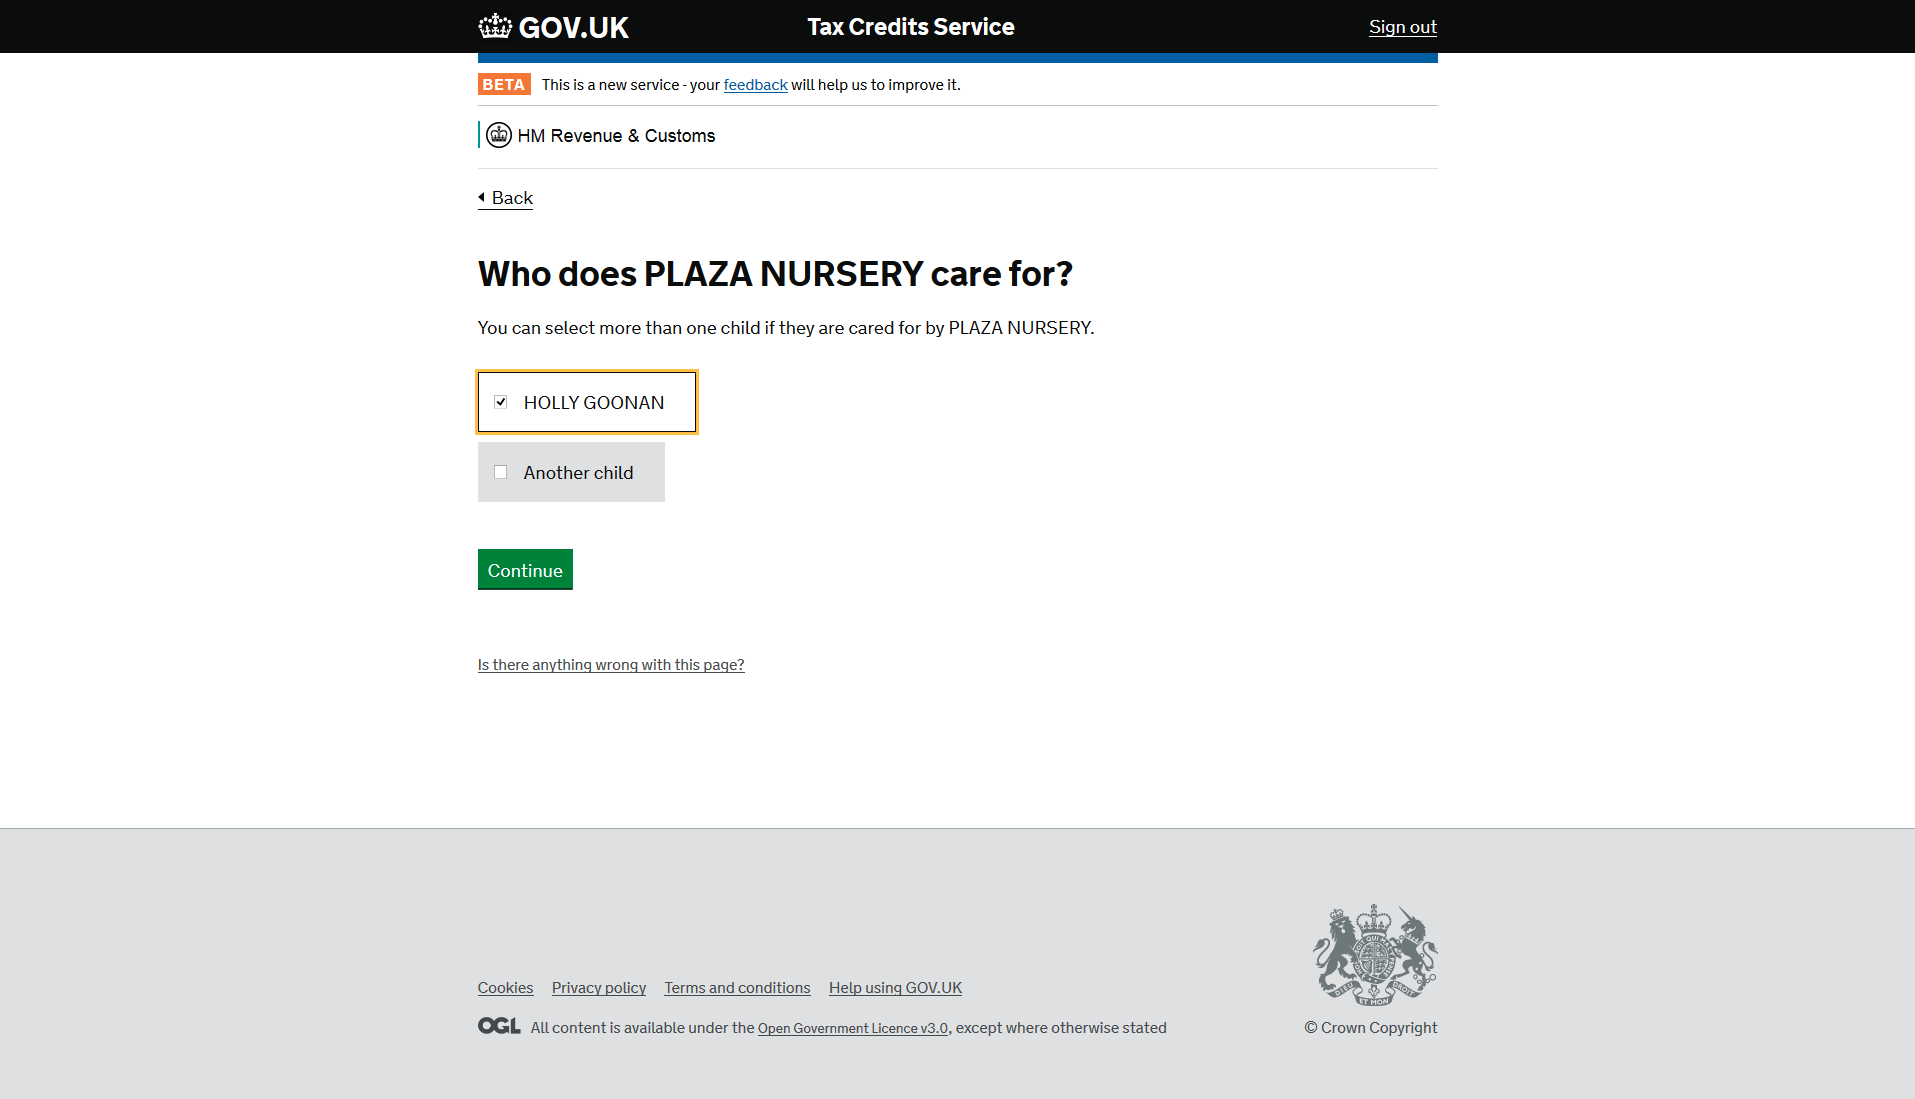 GOV.UK
Tax Credits Service
Sign out
BETA This is a new service - your feedback will help us to improve it.
HM Revenue & Customs
Back
Who does PLAZA NURSERY care for?
You can select more than one child if they are cared for by PLAZA NURSERY.
HOLLY GOONAN
Another child
Continue
Is there anything wrong with this page?
Cookies Privacy policy Terms and conditions Help using GOV.UK
OGL All content is available under the Open Government Licence v3.0, except where otherwise stated
© Crown Copyright